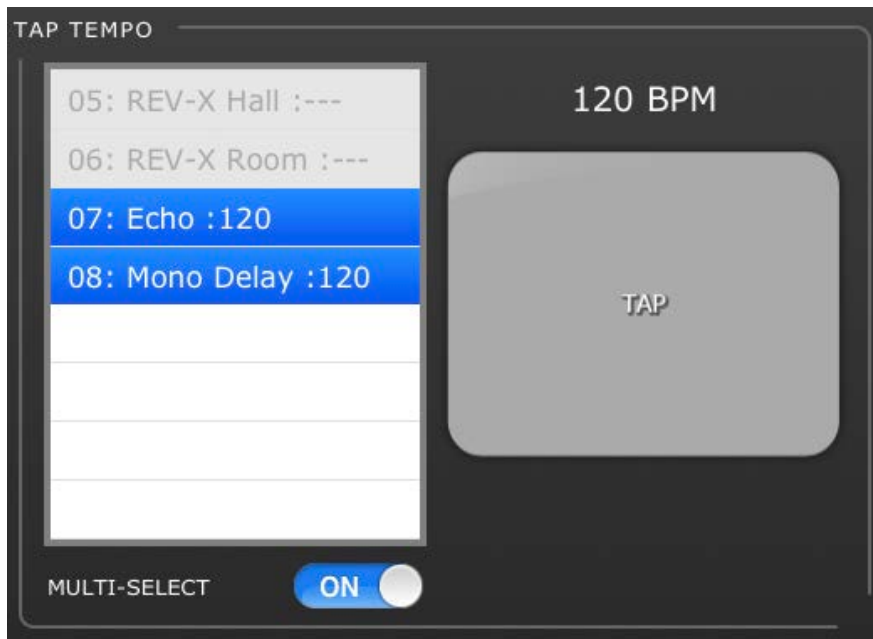 TAP TEMPO
05: REV-X Hall :---
06: REV-X Room :---
07: Echo :120
08: Mono Delay :120
120 BPM
TAP
MULTI-SELECT
ON